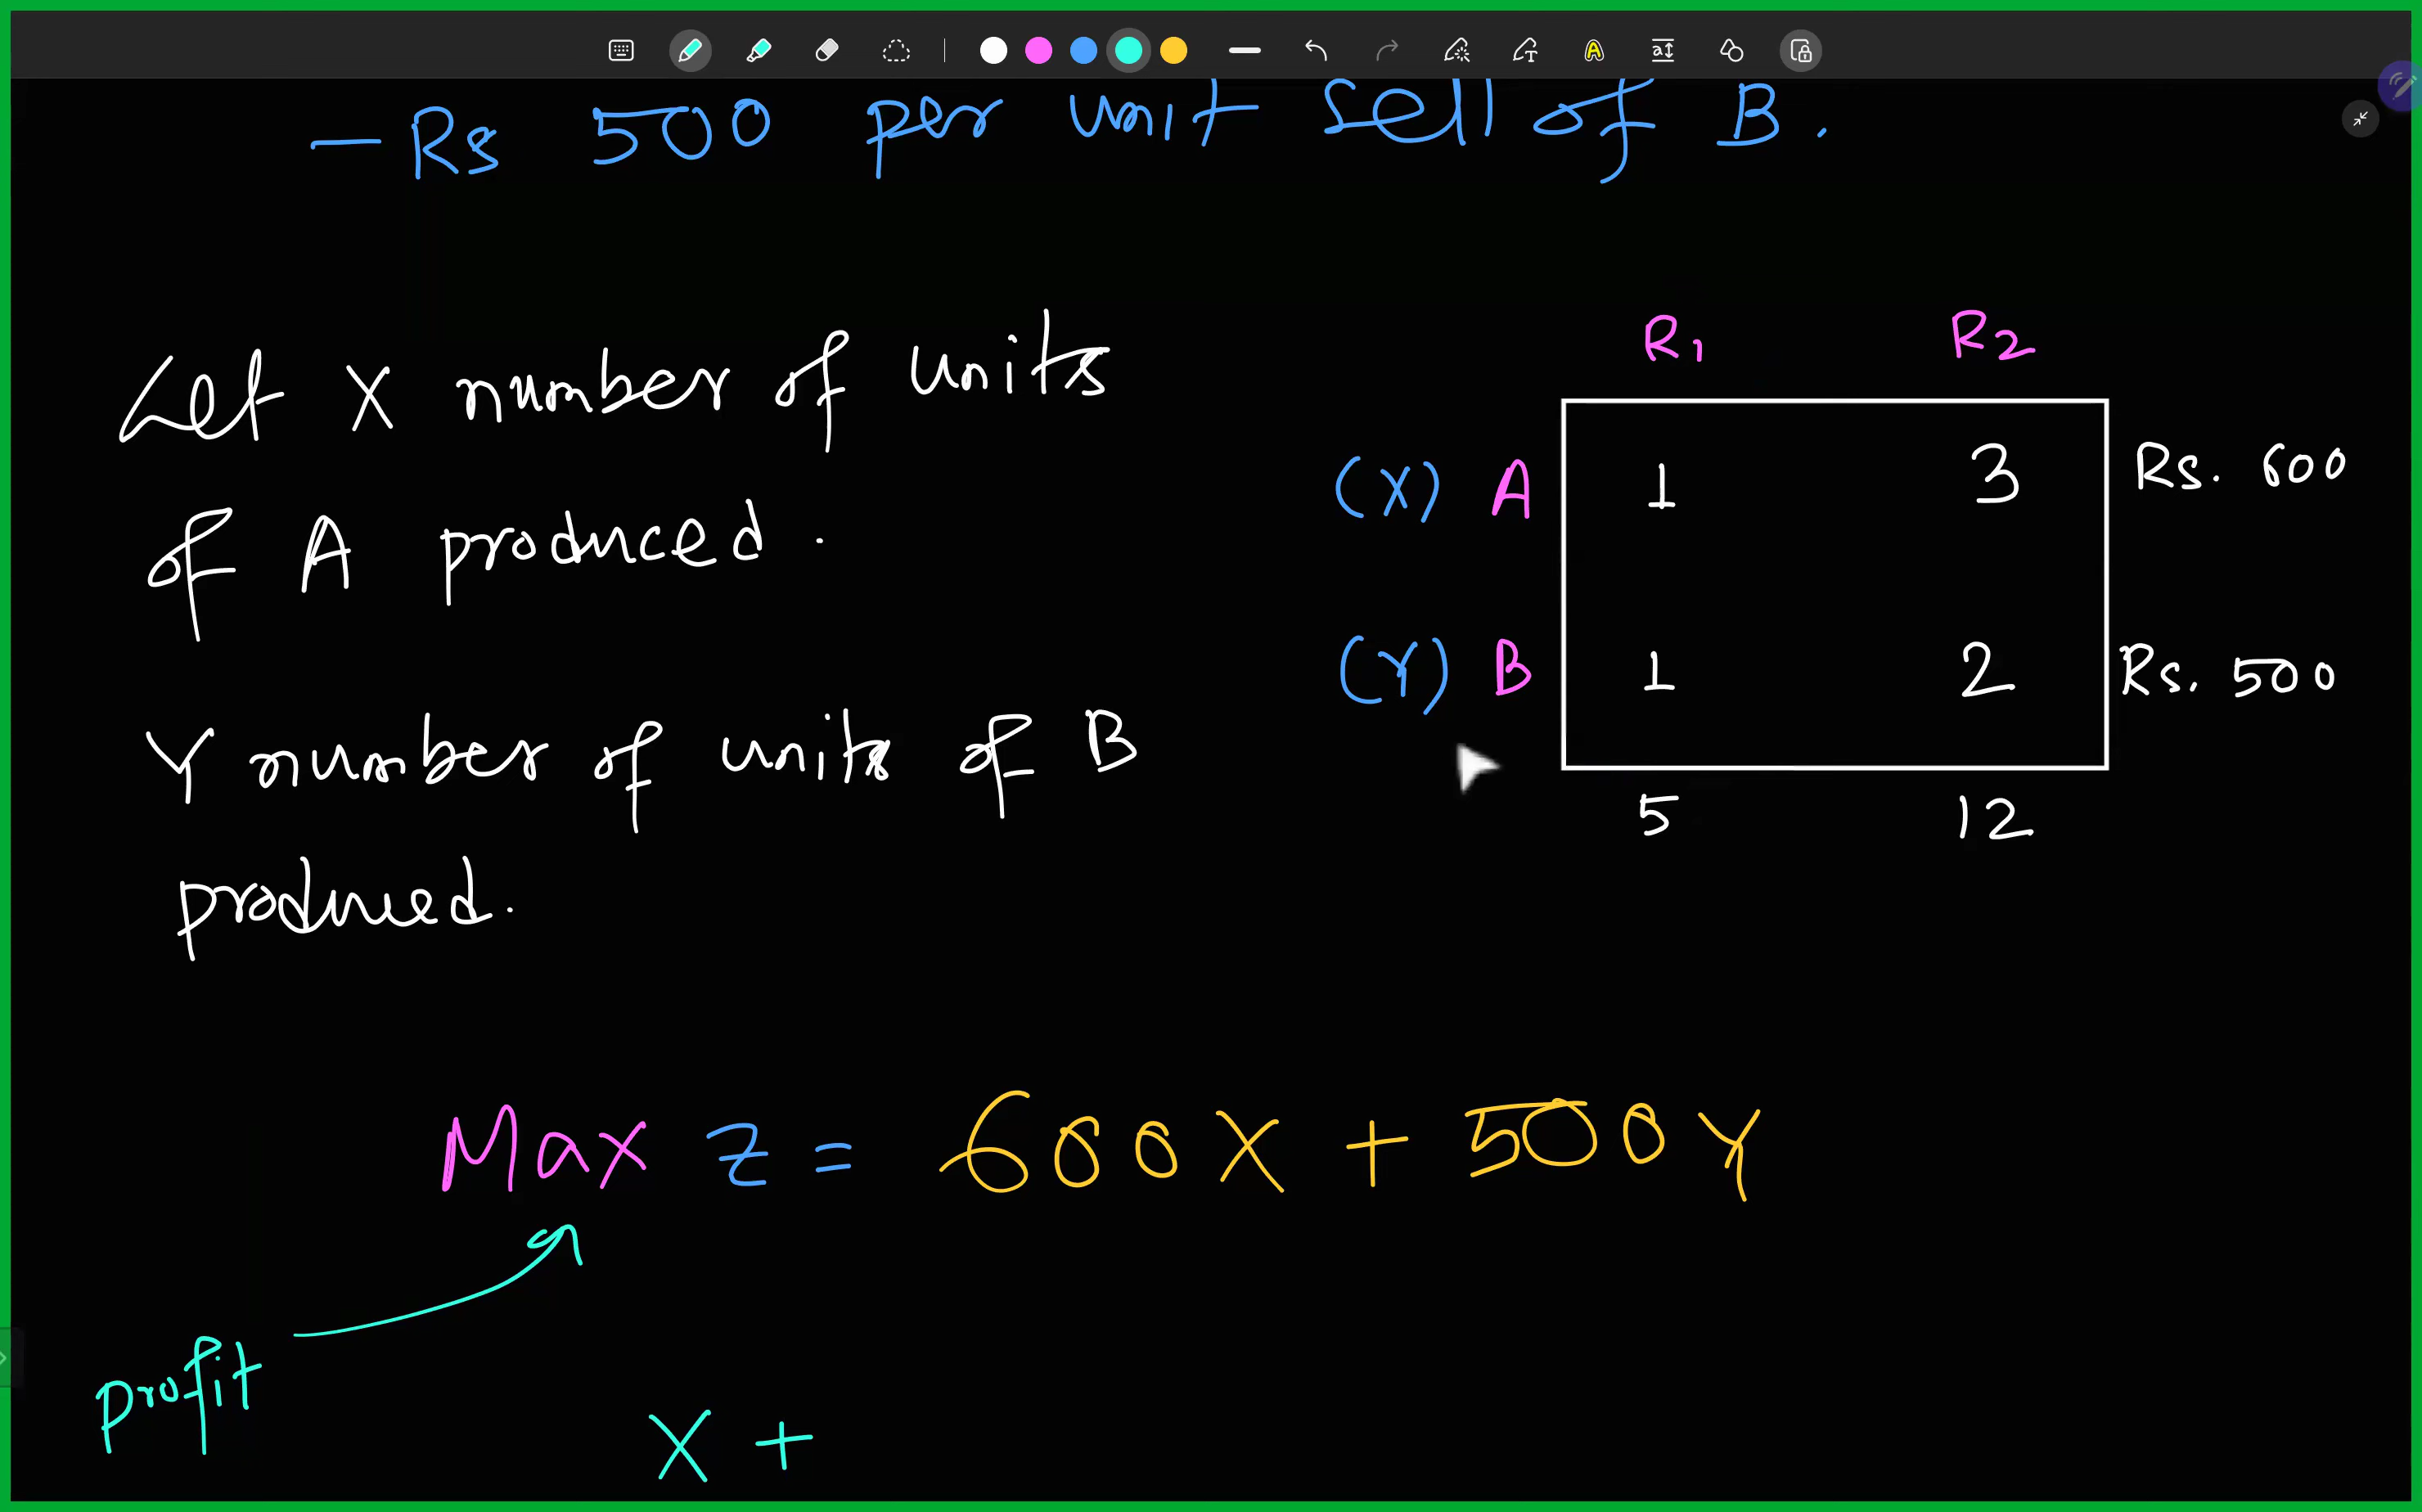 — Rs 500 per unit sell of B.
Let X number of units
of A produced.
Y number of units of B
produced.
R1 R2
(X) A 1 3 Rs. 600
(Y) B 1 2 Rs. 500
5 12
Max Z = 600X + 500Y
profit
X +